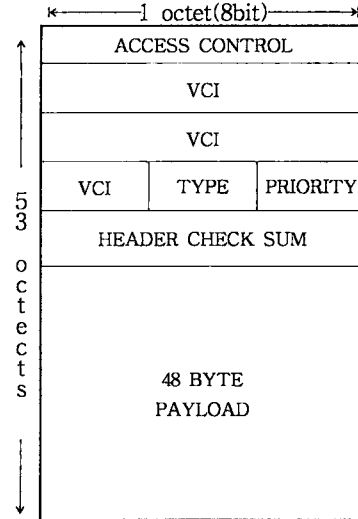 1 octet(8bit)
ACCESS CONTROL
VCI
VCI
VCI TYPE PRIORITY
HEADER CHECK SUM
53 octects
48 BYTE
PAYLOAD